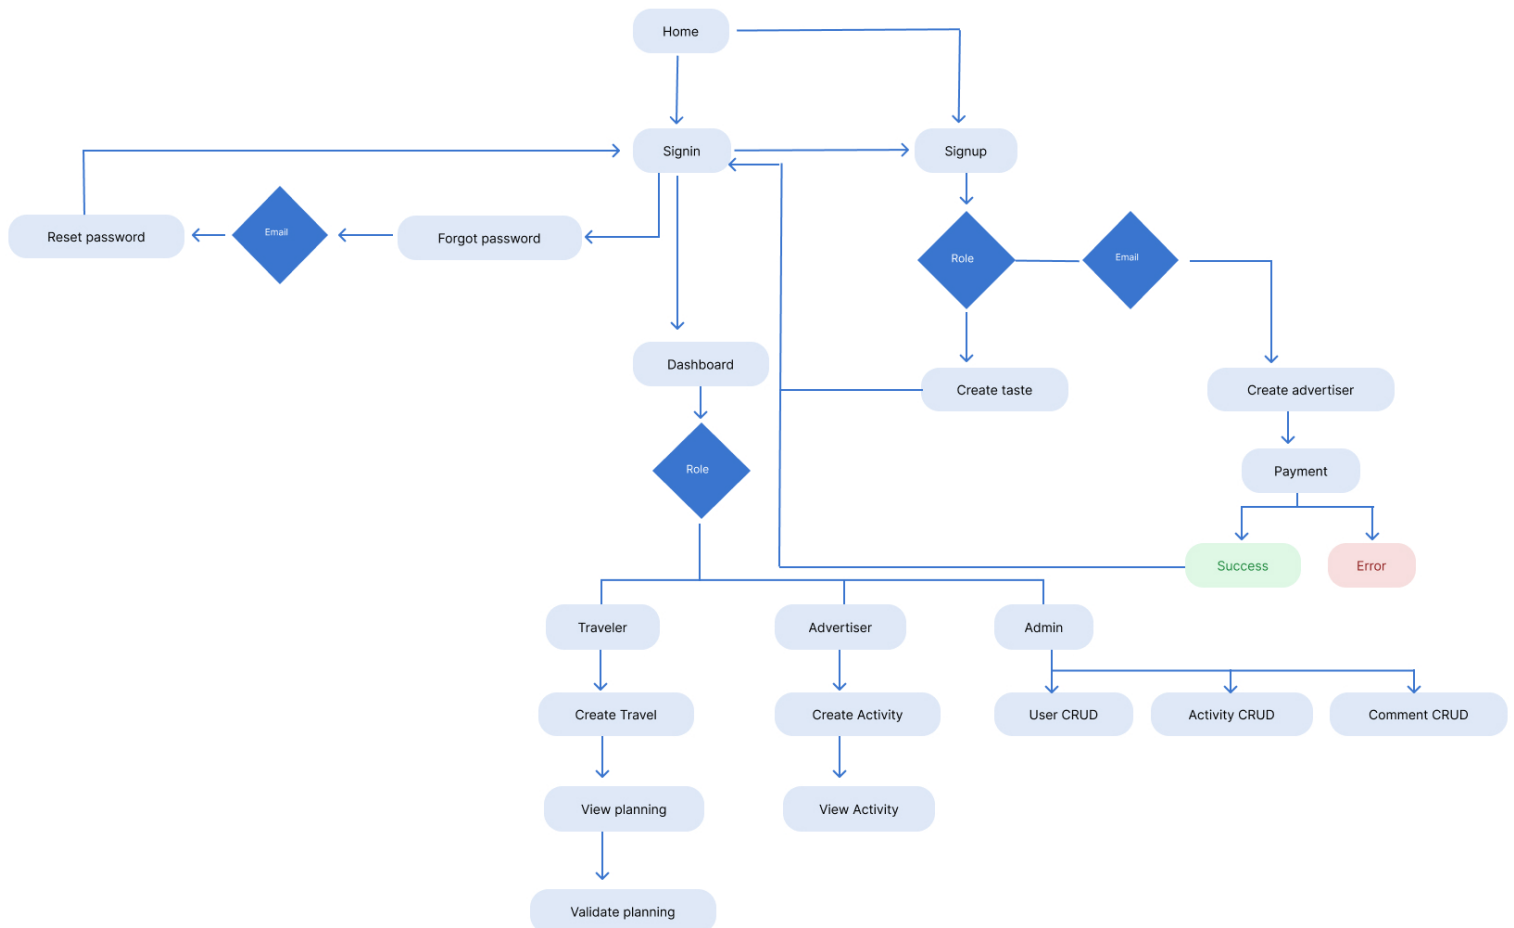 Home
Signin
Signup
Reset password
Email
Forgot password
Role
Email
Dashboard
Create taste
Create advertiser
Role
Payment
Success
Error
Traveler
Advertiser
Admin
Create Travel
Create Activity
User CRUD
Activity CRUD
Comment CRUD
View planning
View Activity
Validate planning